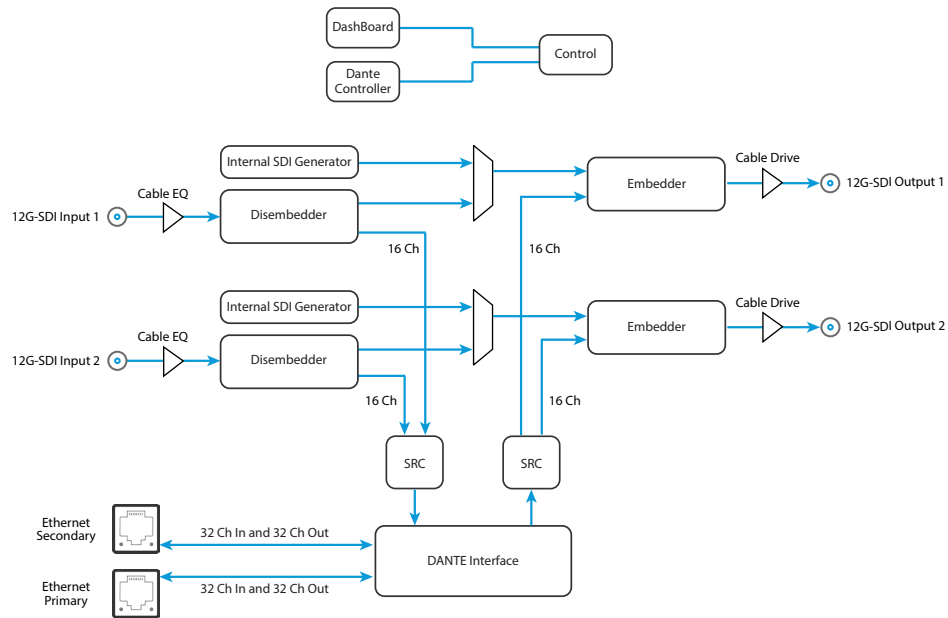 DashBoard
Control
Dante
Controller
Internal SDI Generator
Cable EQ
12G-SDI Input 1
Disembedder
16 Ch
16 Ch
Embedder
Cable Drive
12G-SDI Output 1
Internal SDI Generator
Cable EQ
12G-SDI Input 2
Disembedder
16 Ch
16 Ch
Embedder
Cable Drive
12G-SDI Output 2
SRC
SRC
Ethernet
Secondary
32 Ch In and 32 Ch Out
DANTE Interface
Ethernet
Primary
32 Ch In and 32 Ch Out